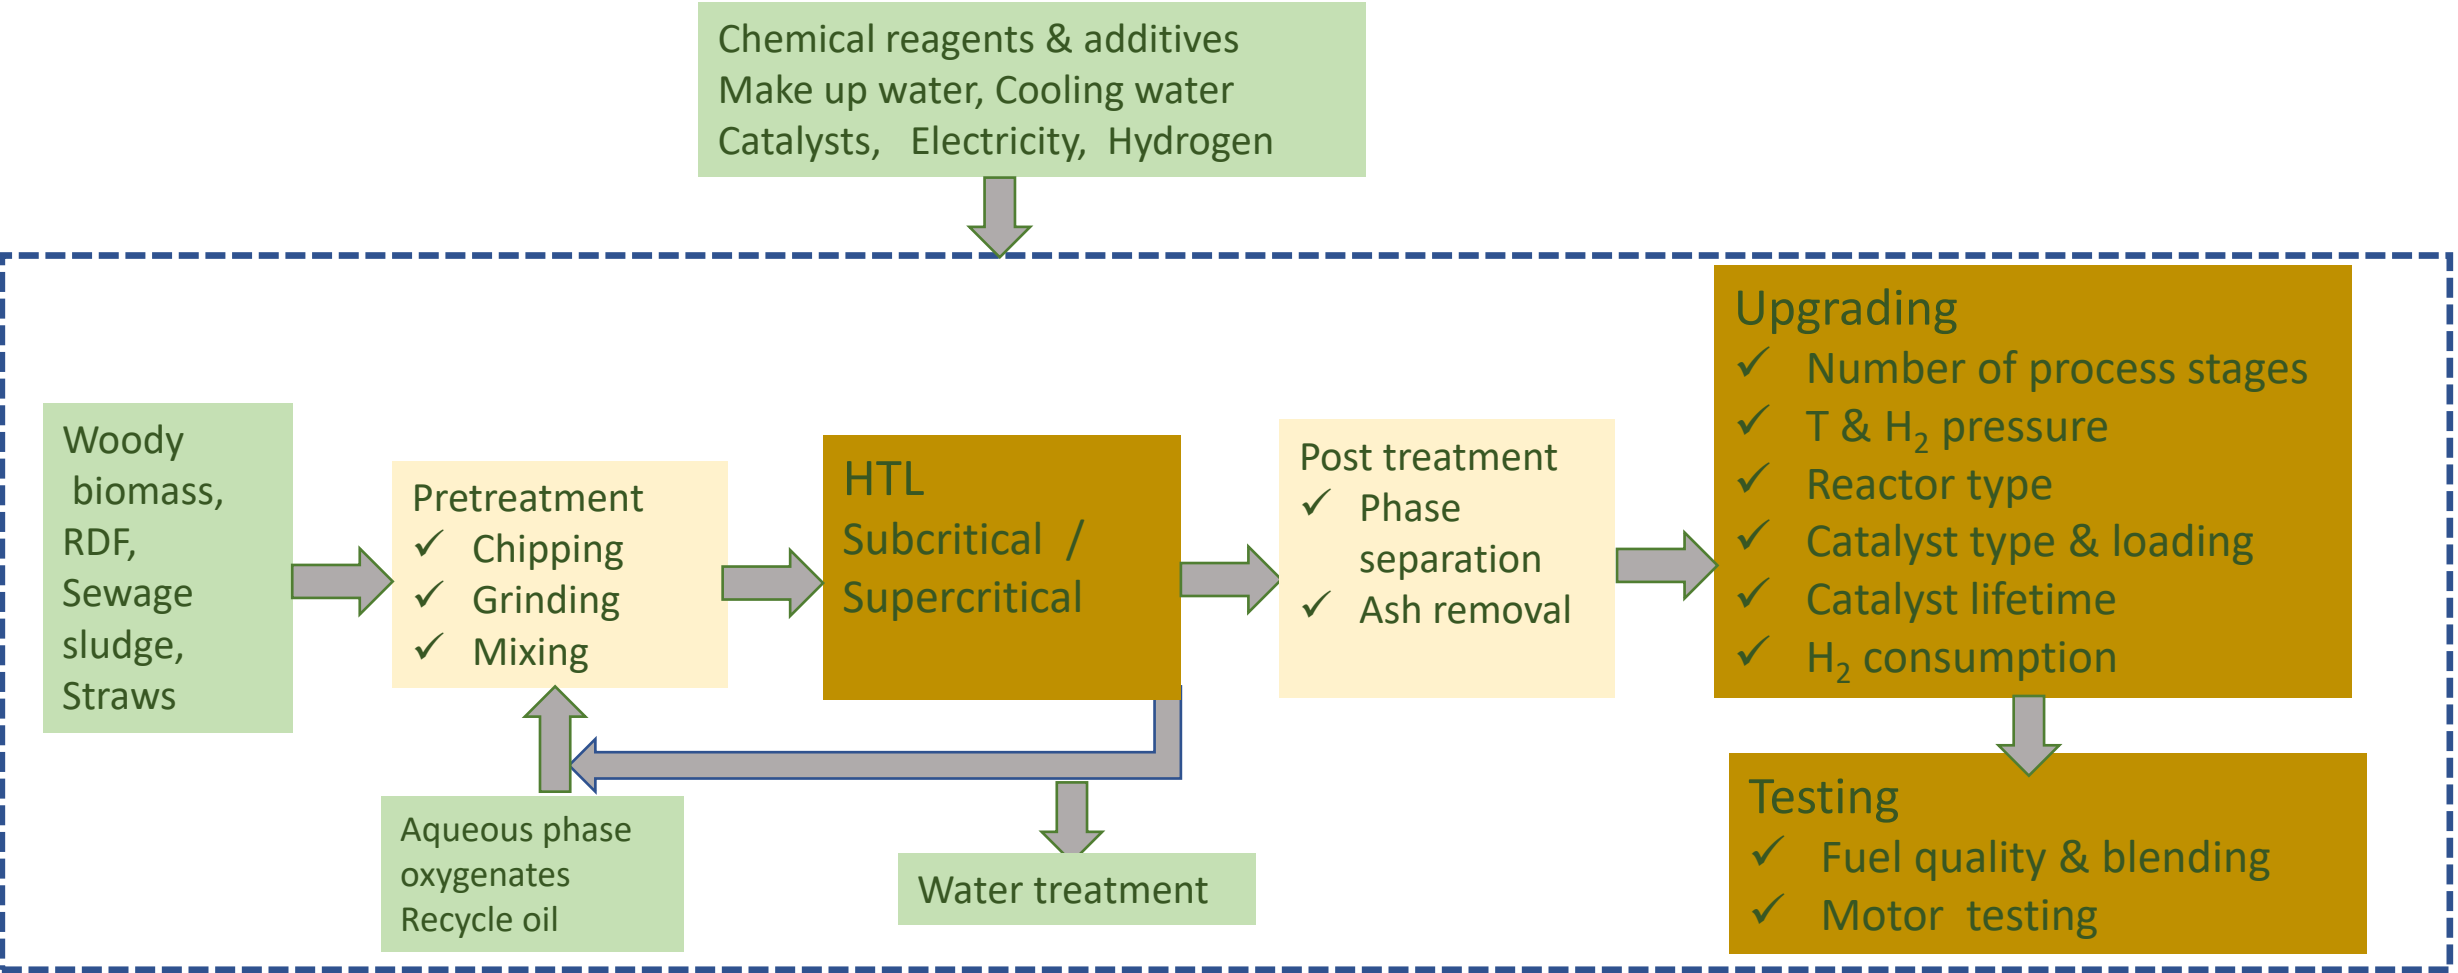 Chemical reagents & additives
Make up water, Cooling water
Catalysts, Electricity, Hydrogen
Woody
biomass,
RDF,
Sewage
sludge,
Straws
Pretreatment
✓ Chipping
✓ Grinding
✓ Mixing
Aqueous phase
oxygenates
Recycle oil
HTL
Subcritical /
Supercritical
Water treatment
Post treatment
✓ Phase
separation
✓ Ash removal
Upgrading
✓ Number of process stages
✓ T & H₂ pressure
✓ Reactor type
✓ Catalyst type & loading
✓ Catalyst lifetime
✓ H₂ consumption
Testing
✓ Fuel quality & blending
✓ Motor testing